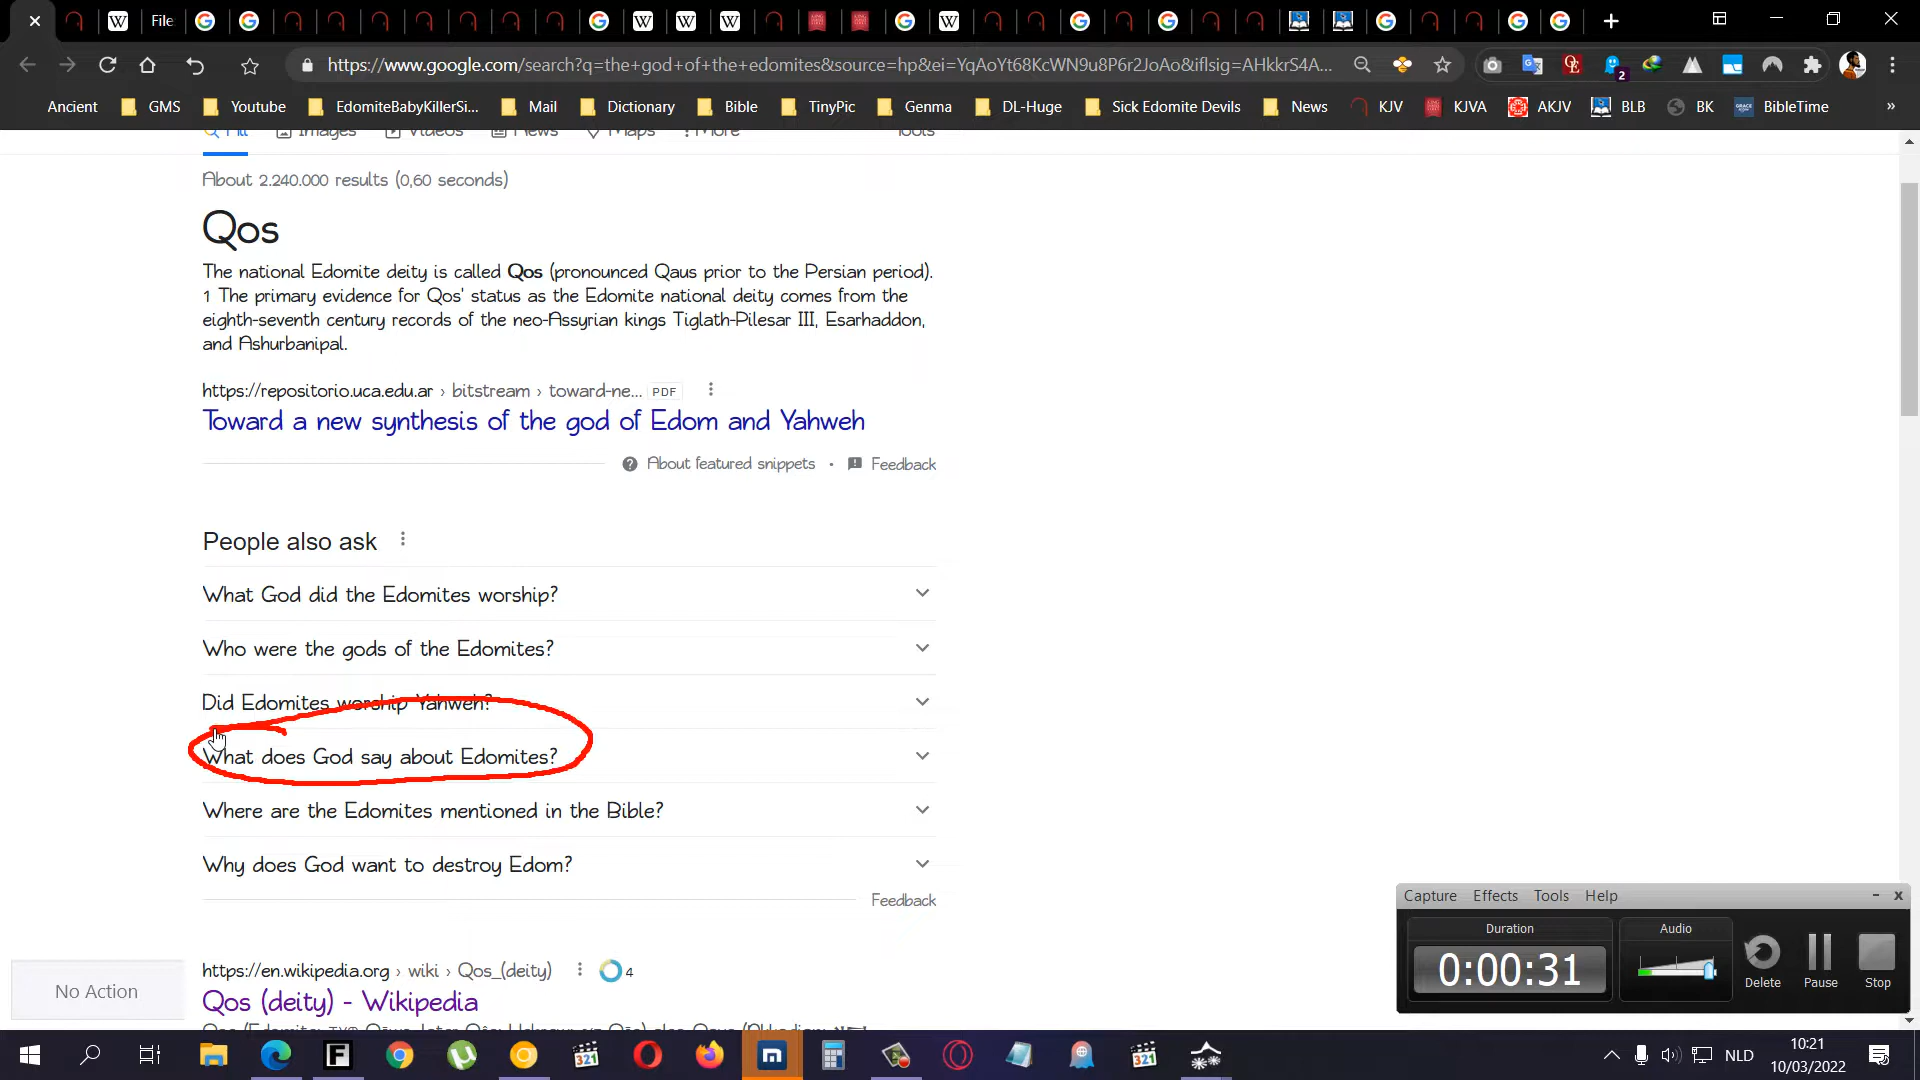 File
https://www.google.com/search?q=the+god+of+the+edomites&source=hp&ei=YqAoYt68KcWN9u8P6r2JoAo&iflsig=AHkkrS4A...
2
Ancient GMS Youtube EdomiteBabyKillerSi... Mail Dictionary Bible TinyPic Genma DL-Huge Sick Edomite Devils News KJV KJVA AKJV BLB BK BibleTime »
All Images Videos News Maps More Tools
About 2.240.000 results (0,60 seconds)
Qos
The national Edomite deity is called Qos (pronounced Qaus prior to the Persian period).
1 The primary evidence for Qos' status as the Edomite national deity comes from the
eighth-seventh century records of the neo-Assyrian kings Tiglath-Pilesar III, Esarhaddon,
and Ashurbanipal.
https://repositorio.uca.edu.ar › bitstream › toward-ne... PDF
Toward a new synthesis of the god of Edom and Yahweh
About featured snippets • Feedback
People also ask
What God did the Edomites worship?
Who were the gods of the Edomites?
Did Edomites worship Yahweh?
What does God say about Edomites?
Where are the Edomites mentioned in the Bible?
Why does God want to destroy Edom?
Feedback
https://en.wikipedia.org › wiki › Qos_(deity) 4
Qos (deity) - Wikipedia
No Action
Capture Effects Tools Help
Duration
0:00:31
Audio
Delete Pause Stop
NLD
10:21
10/03/2022